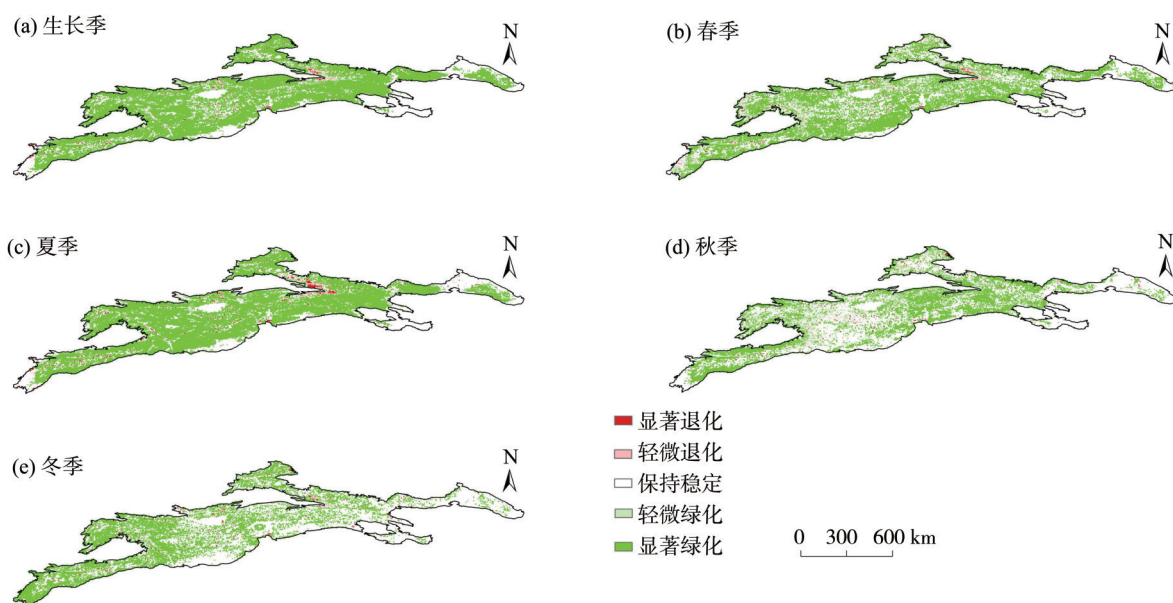 (a) 生长季
N
(b) 春季
N
(c) 夏季
N
(d) 秋季
N
(e) 冬季
N
显著退化
轻微退化
保持稳定
轻微绿化
显著绿化
0 300 600 km